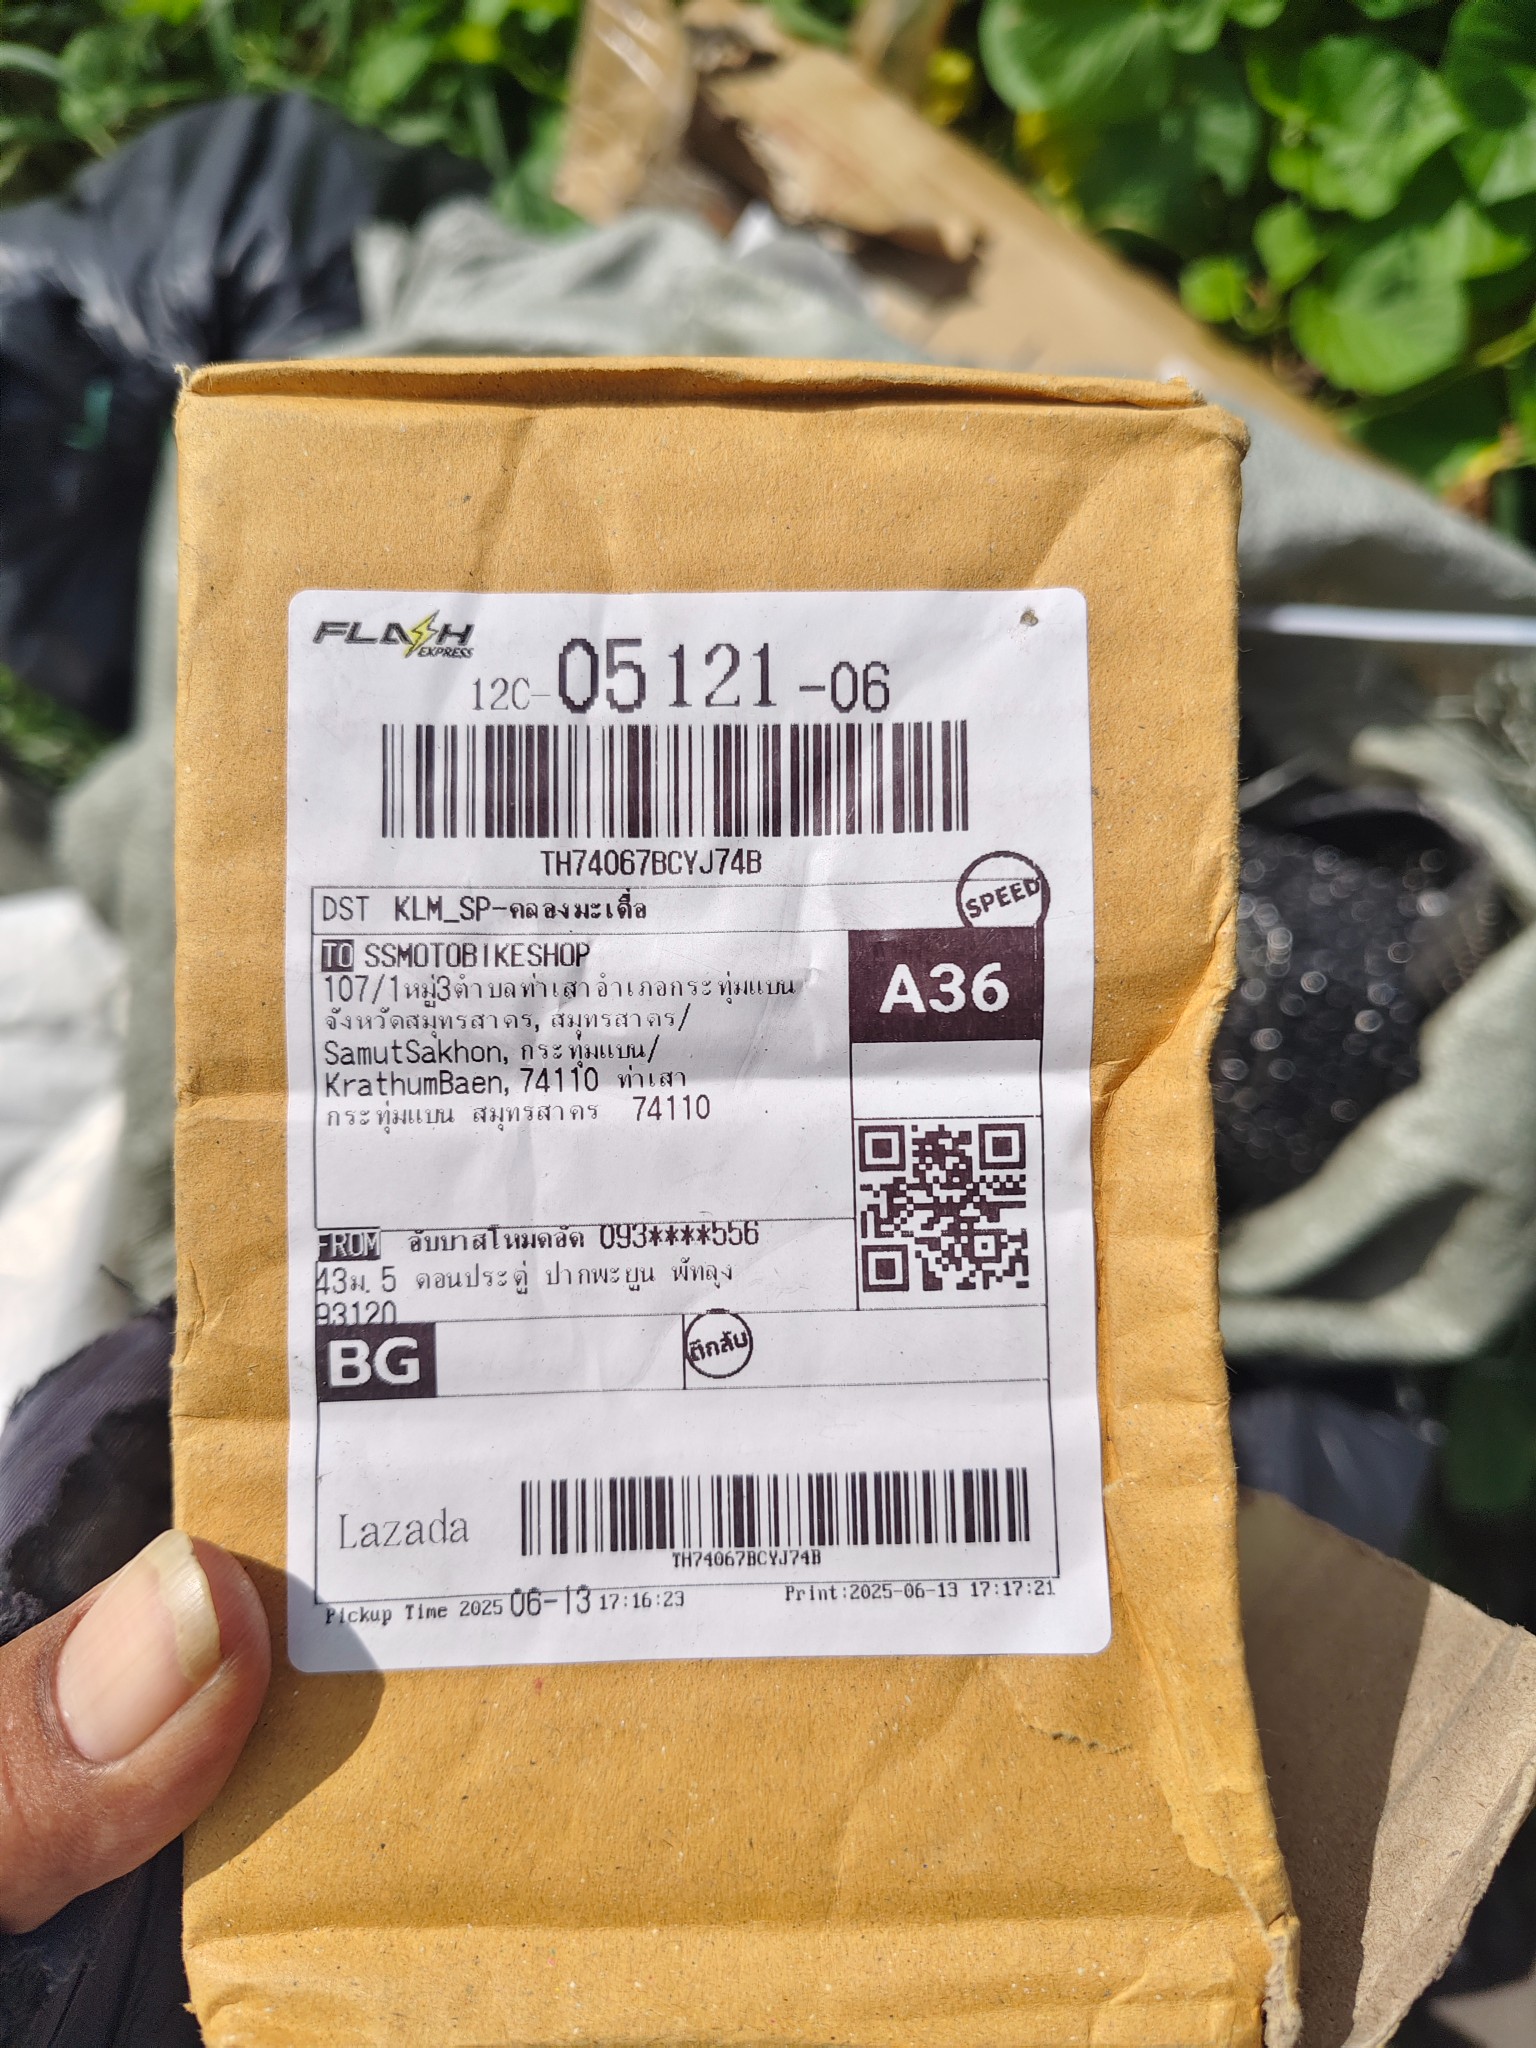 FLASH
EXPRESS
12C-05 121-06
TH74067BCYJ74B
DST KLM_SP-คลองมะเดื่อ
SPEED
TO SSMOTOBIKESHOP
107/1หมู่3ตำบลท่าเสาอำเภอกระทุ่มแบน
จังหวัดสมุทรสาคร, สมุทรสาคร/
SamutSakhon, กระทุ่มแบน/
KrathumBaen, 74110 ท่าเสา
กระทุ่มแบน สมุทรสาคร 74110
A36
FROM อับบาสโหมดอัด 093****556
43ม. 5 ดอนประดู่ ปากพะยูน พัทลุง
93120
BG
ตีกลับ
Lazada
TH74067BCYJ74B
Pickup Time 2025 06-13 17:16:23
Print:2025-06-13 17:17:21